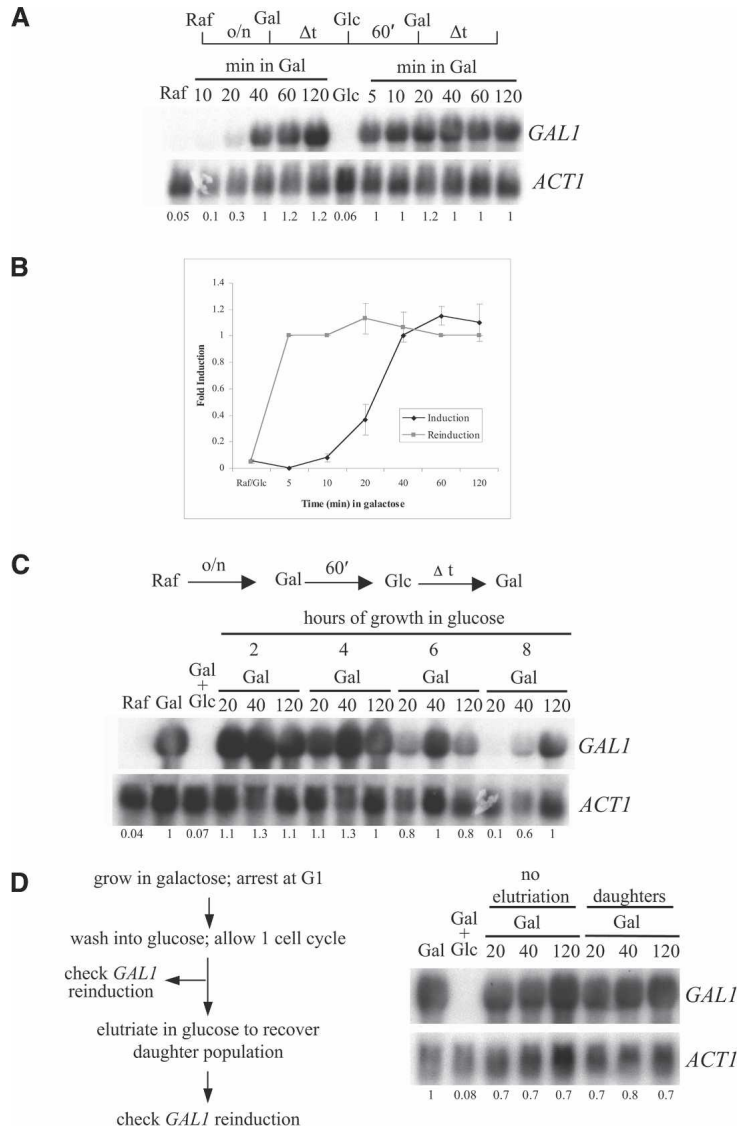 A
Raf Gal Glc Gal
o/n Δt 60′ Δt
min in Gal min in Gal
Raf 10 20 40 60 120 Glc 5 10 20 40 60 120
GAL1
ACT1
0.05 0.1 0.3 1 1.2 1.2 0.06 1 1 1.2 1 1 1
B
1.4
1.2
1
0.8
0.6
0.4
0.2
0
Fold Induction
Induction
Reinduction
Raf/Glc 5 10 20 40 60 120
Time (min) in galactose
C
o/n 60′ Δ t
Raf Gal Glc Gal
hours of growth in glucose
2 4 6 8
Gal
+
Glc
Gal Gal Gal Gal
Raf Gal 20 40 120 20 40 120 20 40 120 20 40 120
GAL1
ACT1
0.04 1 0.07 1.1 1.3 1.1 1.1 1.3 1 0.8 1 0.8 0.1 0.6 1
D
grow in galactose; arrest at G1
wash into glucose; allow 1 cell cycle
check GAL1
reinduction
elutriate in glucose to recover
daughter population
check GAL1 reinduction
no
elutriation daughters
Gal
+
Glc
Gal Gal
Gal 20 40 120 20 40 120
GAL1
ACT1
1 0.08 0.7 0.7 0.7 0.7 0.8 0.7